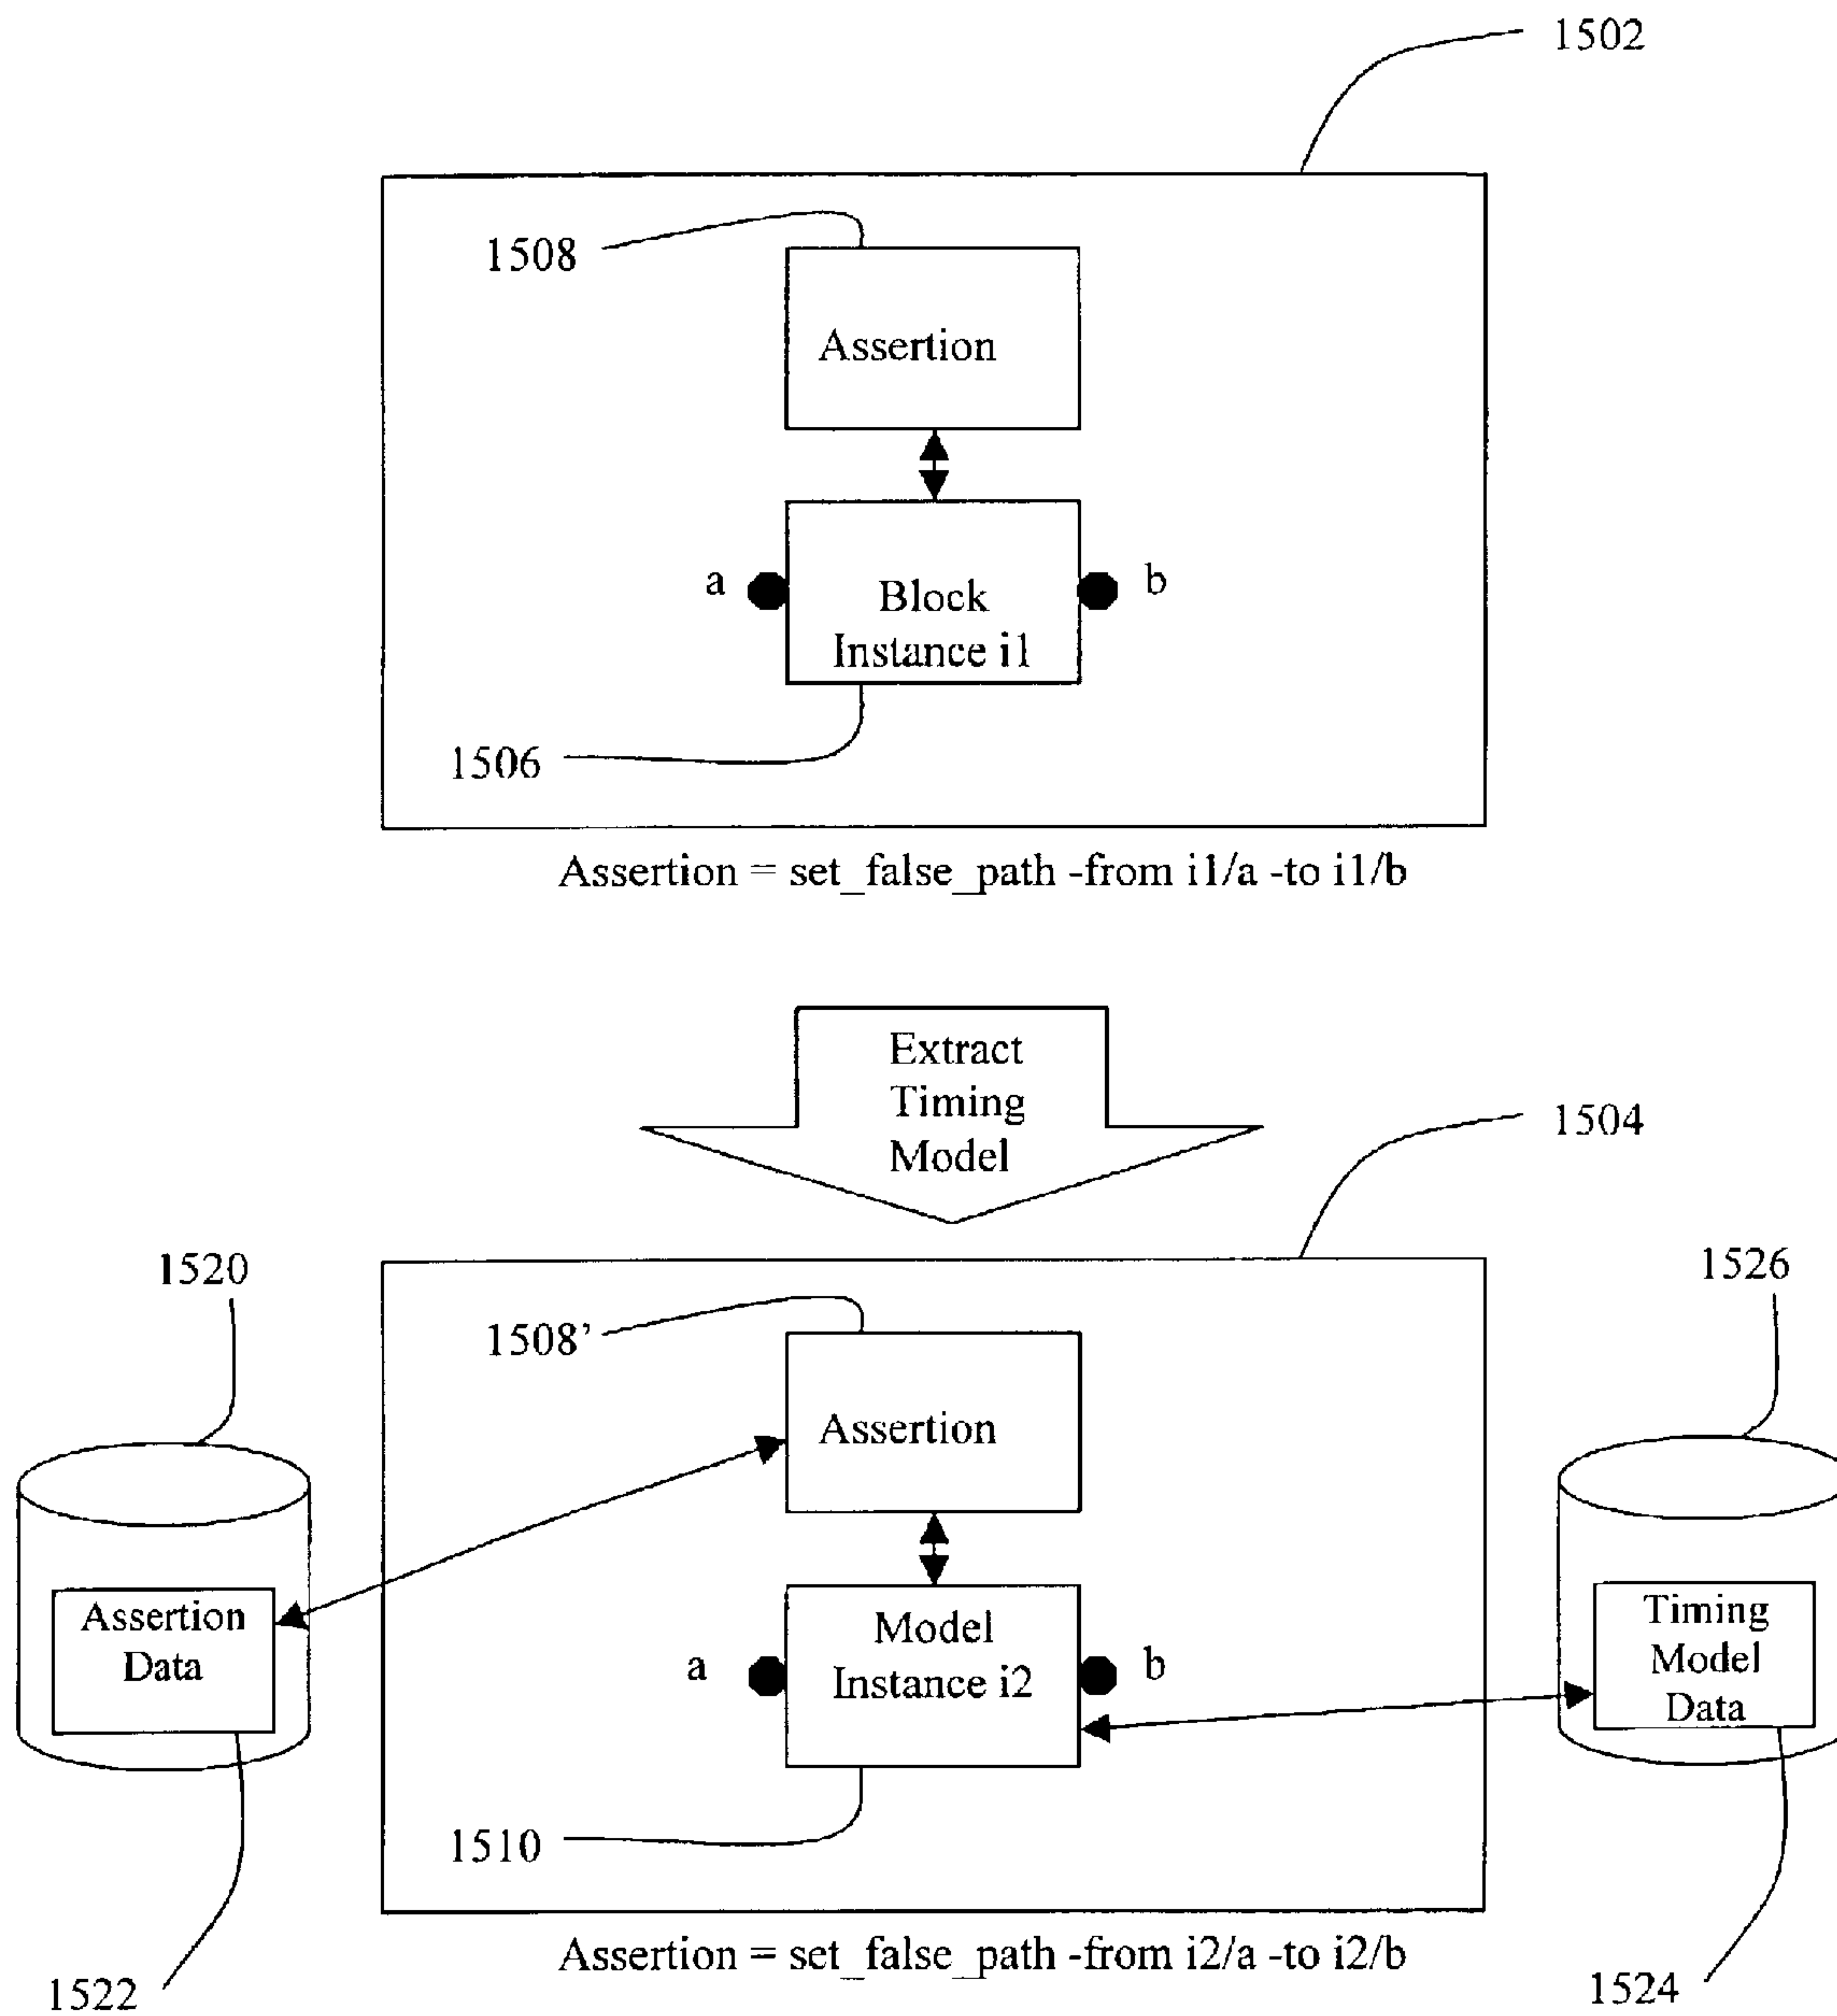 1502
1508
Assertion
a
b
Block
Instance i1
1506
Assertion = set_false_path -from i1/a -to i1/b
Extract
Timing
Model
1504
1520
1526
1508’
Assertion
Assertion
Data
Model
Instance i2
a
b
Timing
Model
Data
1510
Assertion = set_false_path -from i2/a -to i2/b
1522
1524